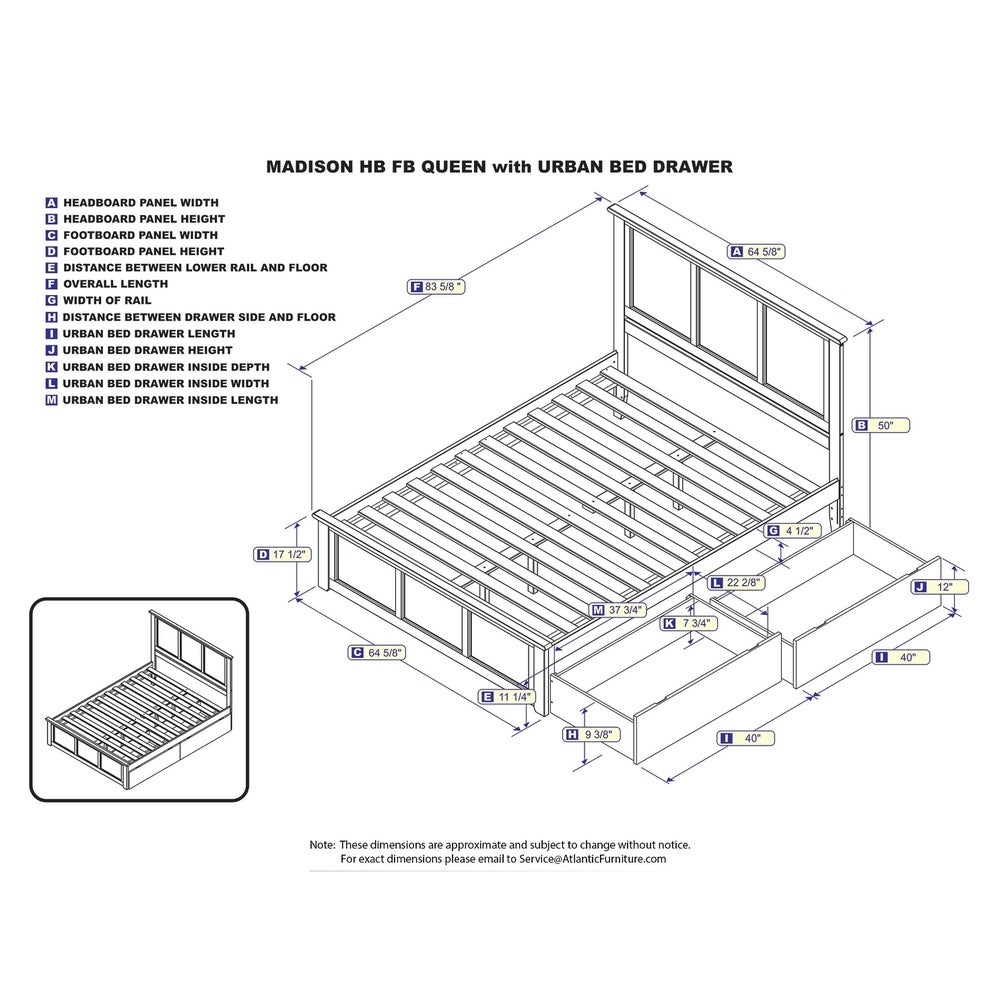 MADISON HB FB QUEEN with URBAN BED DRAWER
A HEADBOARD PANEL WIDTH
B HEADBOARD PANEL HEIGHT
C FOOTBOARD PANEL WIDTH
D FOOTBOARD PANEL HEIGHT
E DISTANCE BETWEEN LOWER RAIL AND FLOOR
F OVERALL LENGTH
G WIDTH OF RAIL
H DISTANCE BETWEEN DRAWER SIDE AND FLOOR
I URBAN BED DRAWER LENGTH
J URBAN BED DRAWER HEIGHT
K URBAN BED DRAWER INSIDE DEPTH
L URBAN BED DRAWER INSIDE WIDTH
M URBAN BED DRAWER INSIDE LENGTH
A 64 5/8"
F 83 5/8 "
B 50"
G 4 1/2"
D 17 1/2"
L 22 2/8"
J 12"
M 37 3/4"
K 7 3/4"
C 64 5/8"
I 40"
E 11 1/4"
H 9 3/8"
I 40"
Note: These dimensions are approximate and subject to change without notice.
For exact dimensions please email to Service@AtlanticFurniture.com